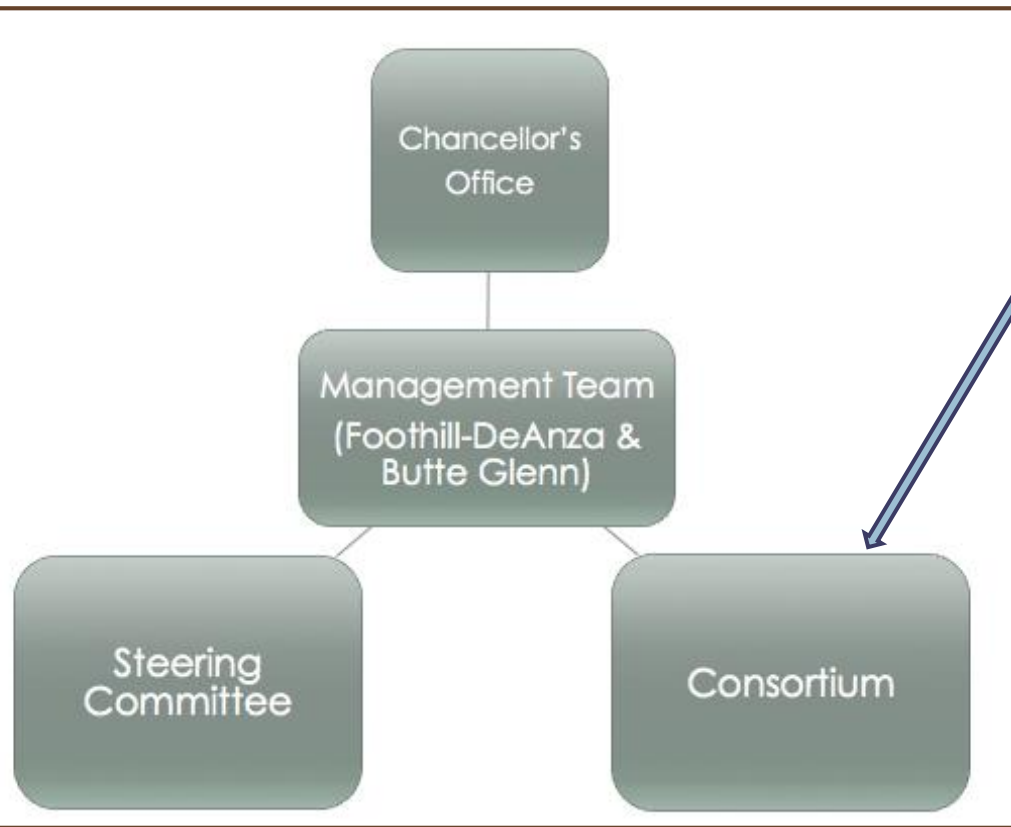 Chancellor's
Office
Management Team
(Foothill-DeAnza &
Butte Glenn)
Steering
Committee
Consortium